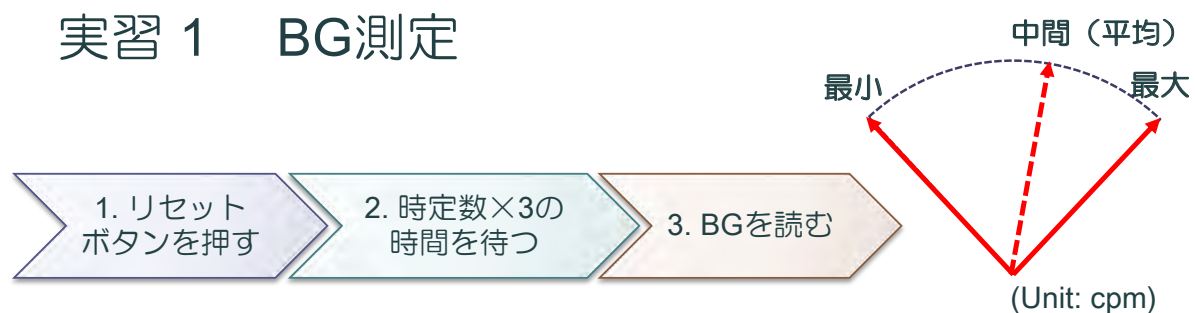 実習１　BG測定
中間（平均）
最小
最大
1. リセット
ボタンを押す
2. 時定数×3の
時間を待つ
3. BGを読む
(Unit: cpm)